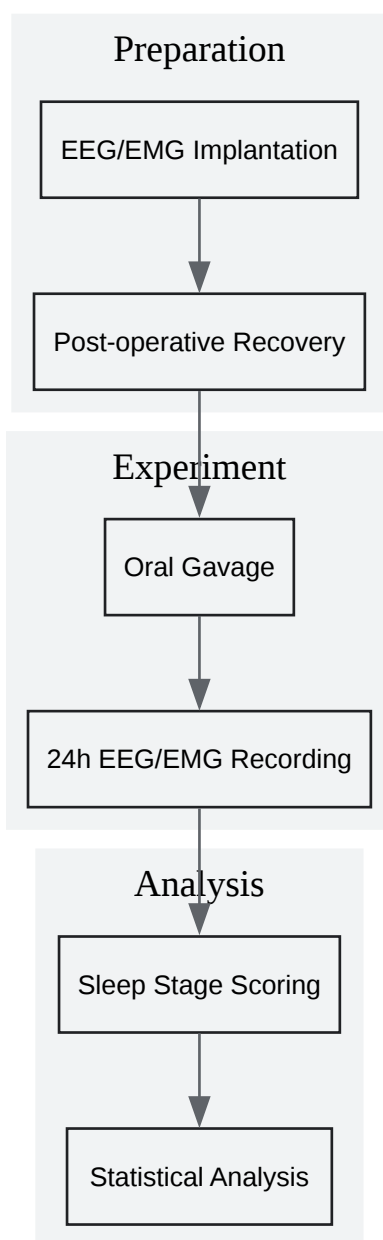 Preparation
EEG/EMG Implantation
Post-operative Recovery
Experiment
Oral Gavage
24h EEG/EMG Recording
Analysis
Sleep Stage Scoring
Statistical Analysis